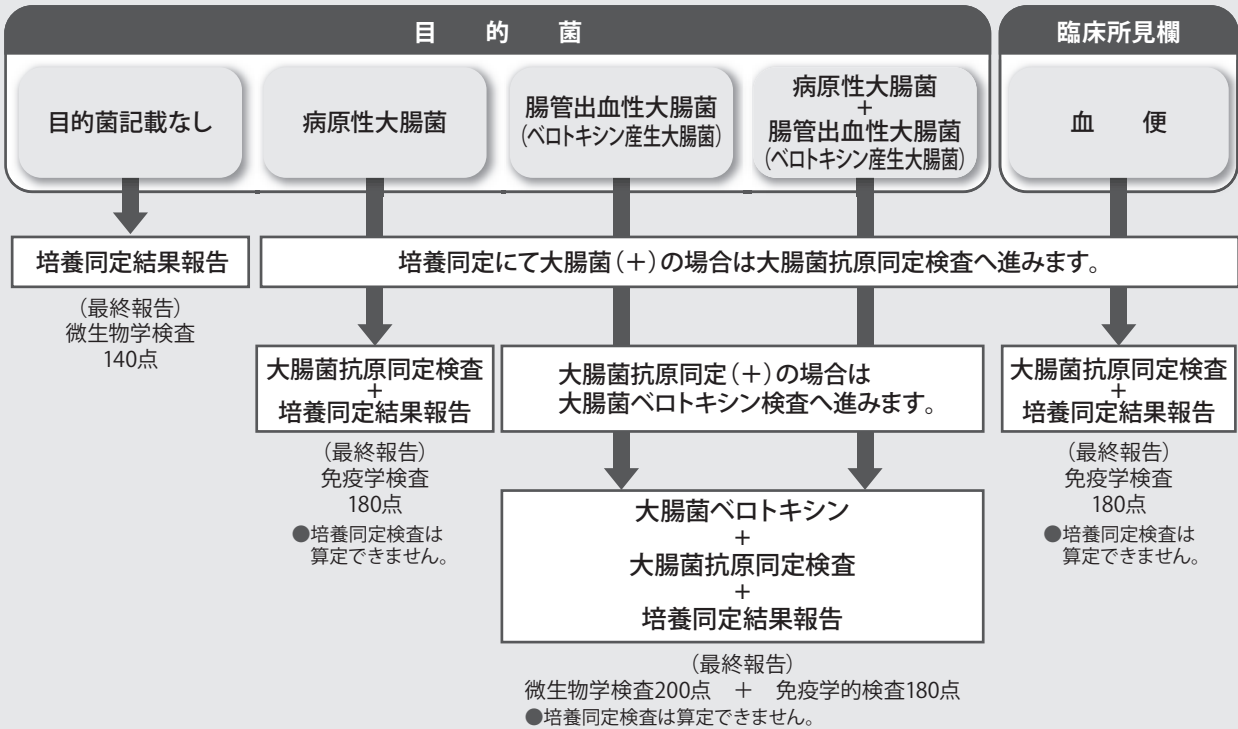 目的菌
臨床所見欄
目的菌記載なし
病原性大腸菌
腸管出血性大腸菌
(ベロトキシン産生大腸菌)
病原性大腸菌
+
腸管出血性大腸菌
(ベロトキシン産生大腸菌)
血便
培養同定結果報告
(最終報告)
微生物学検査
140点
培養同定にて大腸菌(+)の場合は大腸菌抗原同定検査へ進みます。
大腸菌抗原同定検査
+
培養同定結果報告
(最終報告)
免疫学検査
180点
●培養同定検査は
算定できません。
大腸菌抗原同定(+)の場合は
大腸菌ベロトキシン検査へ進みます。
大腸菌ベロトキシン
+
大腸菌抗原同定検査
+
培養同定結果報告
(最終報告)
微生物学検査200点 + 免疫学的検査180点
●培養同定検査は算定できません。
大腸菌抗原同定検査
+
培養同定結果報告
(最終報告)
免疫学検査
180点
●培養同定検査は
算定できません。